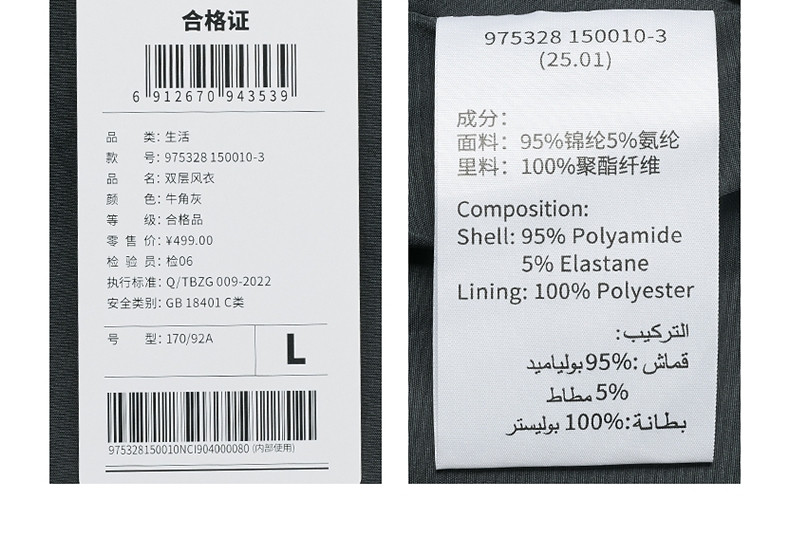 合格证
6 912670 943539
品 类: 生活
款 号: 975328 150010-3
品 名: 双层风衣
颜 色: 牛角灰
等 级: 合格品
零 售 价: ¥499.00
检 验 员: 检06
执行标准: Q/TBZG 009-2022
安全类别: GB 18401 C类
号 型: 170/92A
L
975328150010NCI904000080 (内部使用)
975328 150010-3
(25.01)
成分:
面料: 95%锦纶5%氨纶
里料: 100%聚酯纤维
Composition:
Shell: 95% Polyamide
5% Elastane
Lining: 100% Polyester
التركيب:
قماش: 95% بولياميد
5% مطاط
بطانة: 100% بوليستر